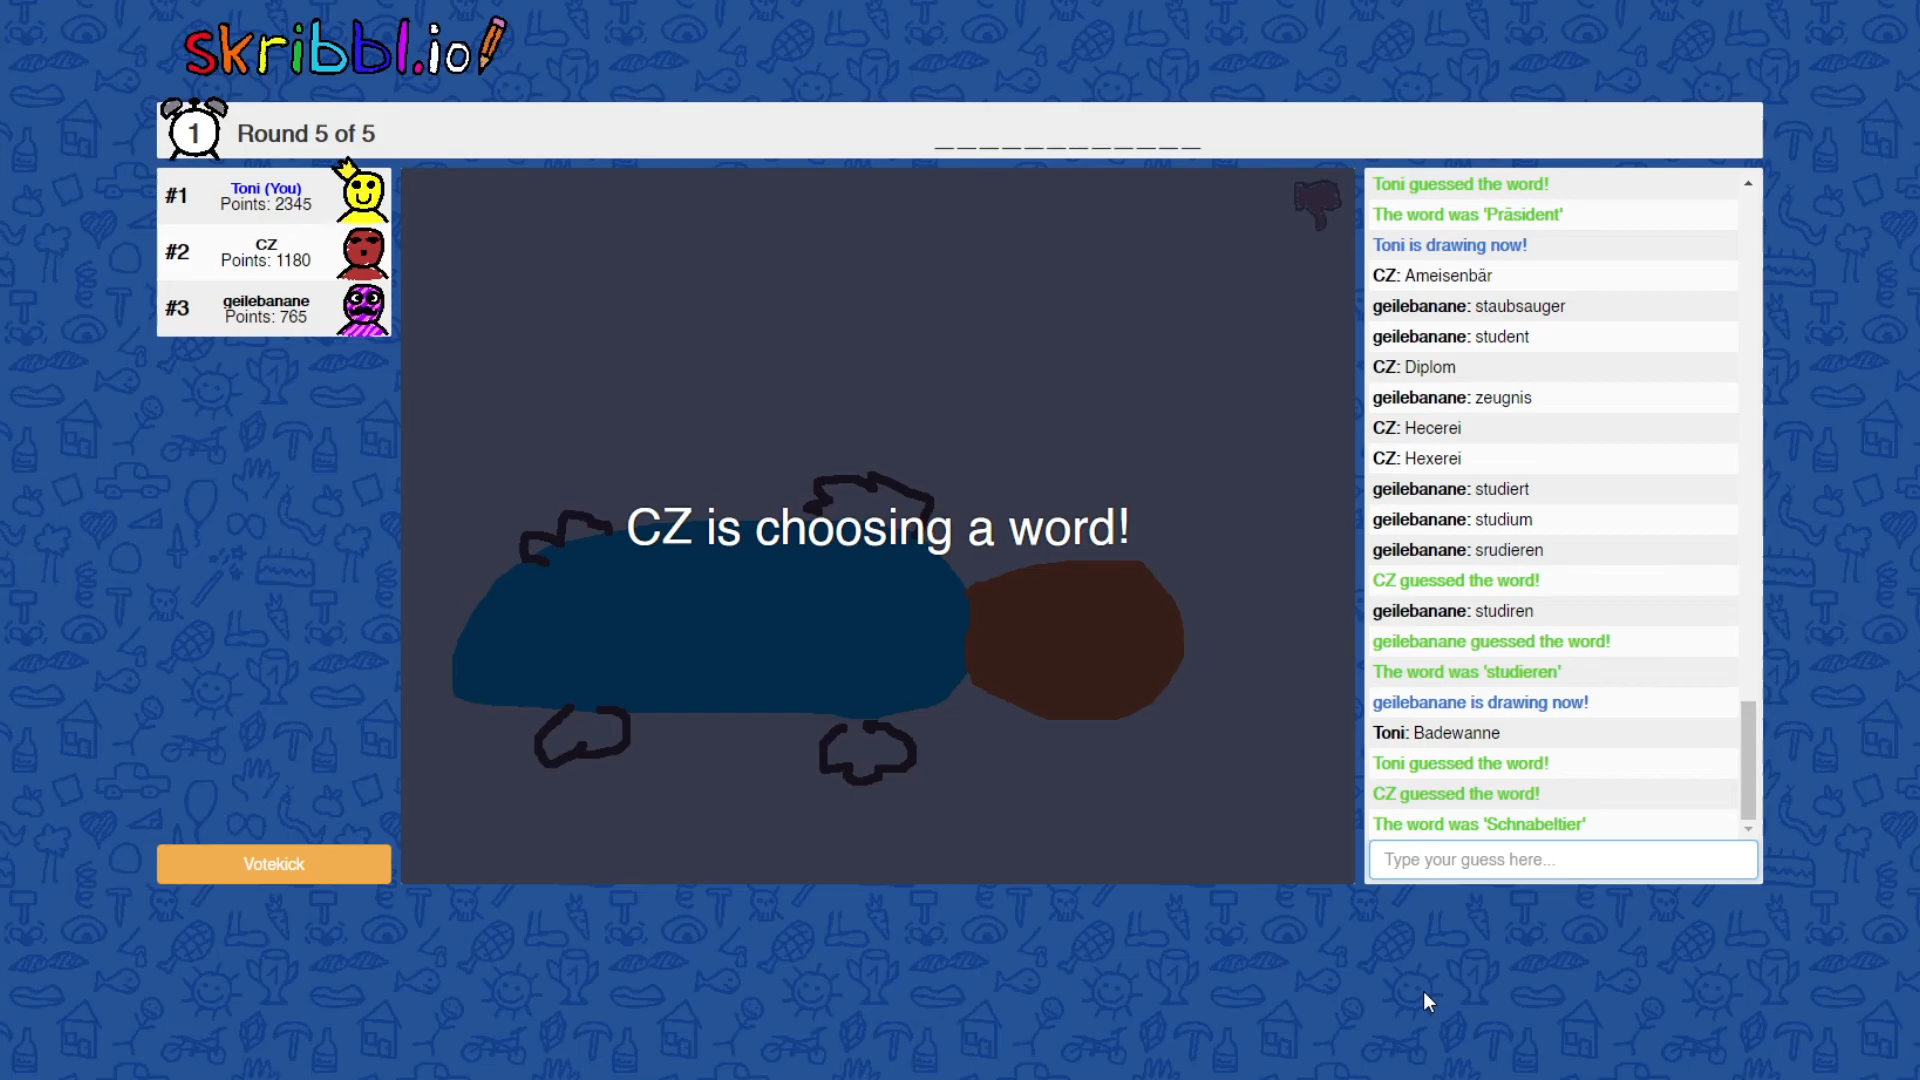 skribbl.io
1
Round 5 of 5
____________
#1
Toni (You)
Points: 2345
#2
CZ
Points: 1180
#3
geilebanane
Points: 765
Votekick
CZ is choosing a word!
Toni guessed the word!
The word was 'Präsident'
Toni is drawing now!
CZ: Ameisenbär
geilebanane: staubsauger
geilebanane: student
CZ: Diplom
geilebanane: zeugnis
CZ: Hecerei
CZ: Hexerei
geilebanane: studiert
geilebanane: studium
geilebanane: srudieren
CZ guessed the word!
geilebanane: studiren
geilebanane guessed the word!
The word was 'studieren'
geilebanane is drawing now!
Toni: Badewanne
Toni guessed the word!
CZ guessed the word!
The word was 'Schnabeltier'
Type your guess here...